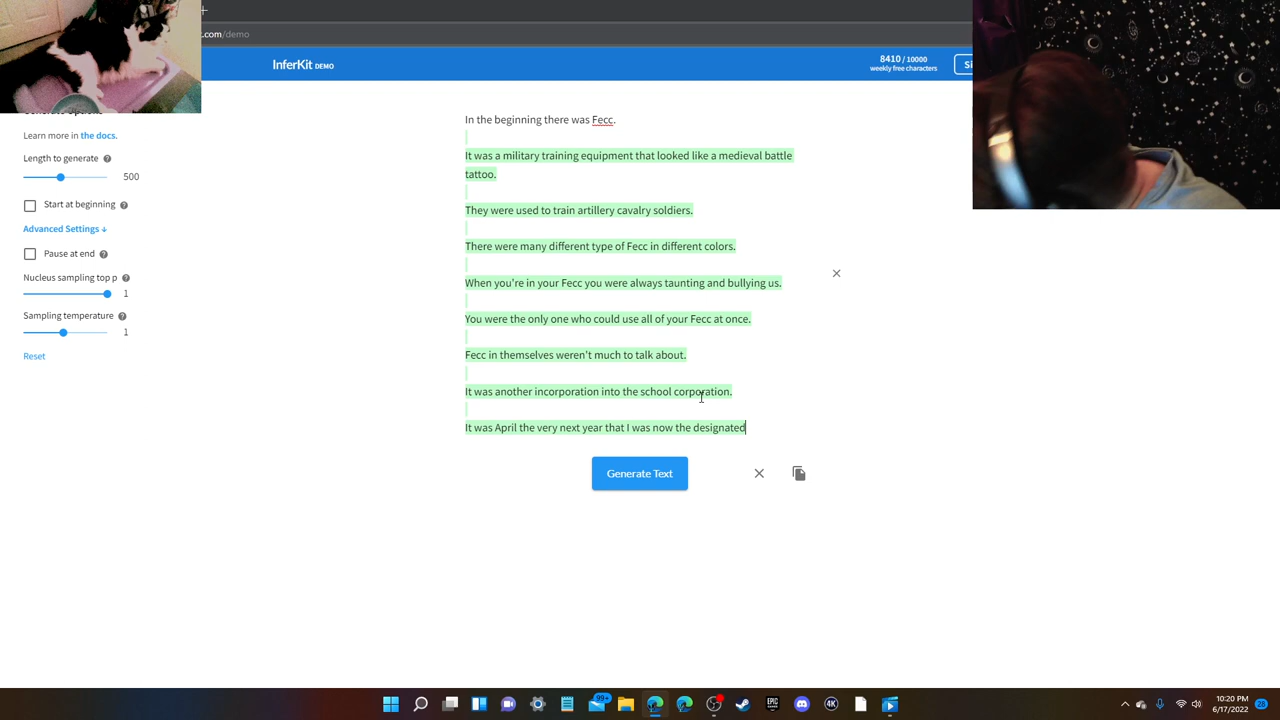 .com/demo
InferKit DEMO
8410 / 10000
weekly free characters
Learn more in the docs.
Length to generate
500
Start at beginning
Advanced Settings ↓
Pause at end
Nucleus sampling top p
1
Sampling temperature
1
Reset
In the beginning there was Fecc.
It was a military training equipment that looked like a medieval battle
tattoo.
They were used to train artillery cavalry soldiers.
There were many different type of Fecc in different colors.
When you're in your Fecc you were always taunting and bullying us.
You were the only one who could use all of your Fecc at once.
Fecc in themselves weren't much to talk about.
It was another incorporation into the school corporation.
It was April the very next year that I was now the designated
Generate Text
99+
EPIC
GAMES
4K
10:20 PM
6/17/2022
28